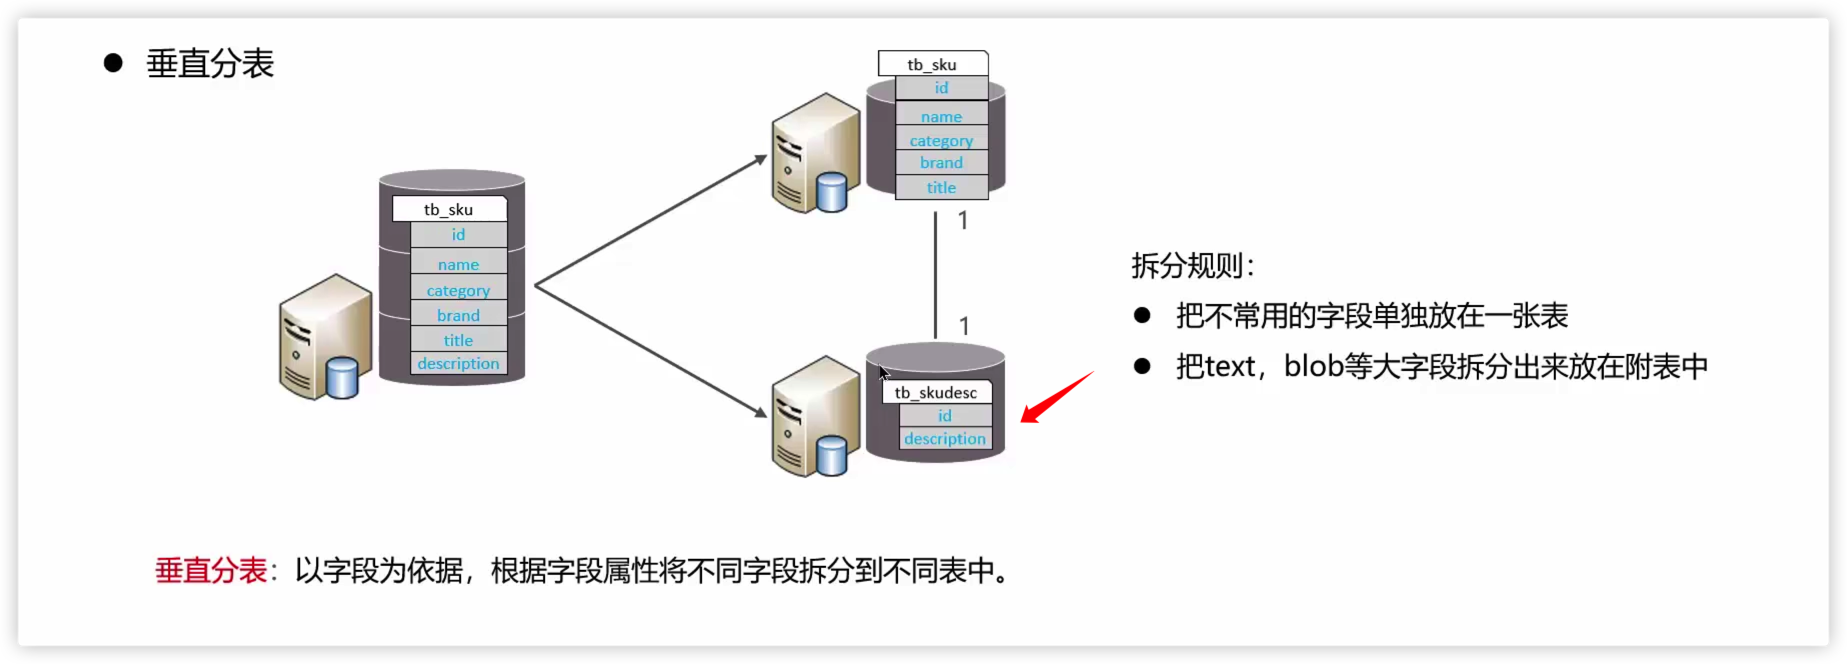 垂直分表
tb_sku
id
name
category
brand
title
description
tb_sku
id
name
category
brand
title
1
1
tb_skudesc
id
description
拆分规则：
把不常用的字段单独放在一张表
把text，blob等大字段拆分出来放在附表中
垂直分表：以字段为依据，根据字段属性将不同字段拆分到不同表中。